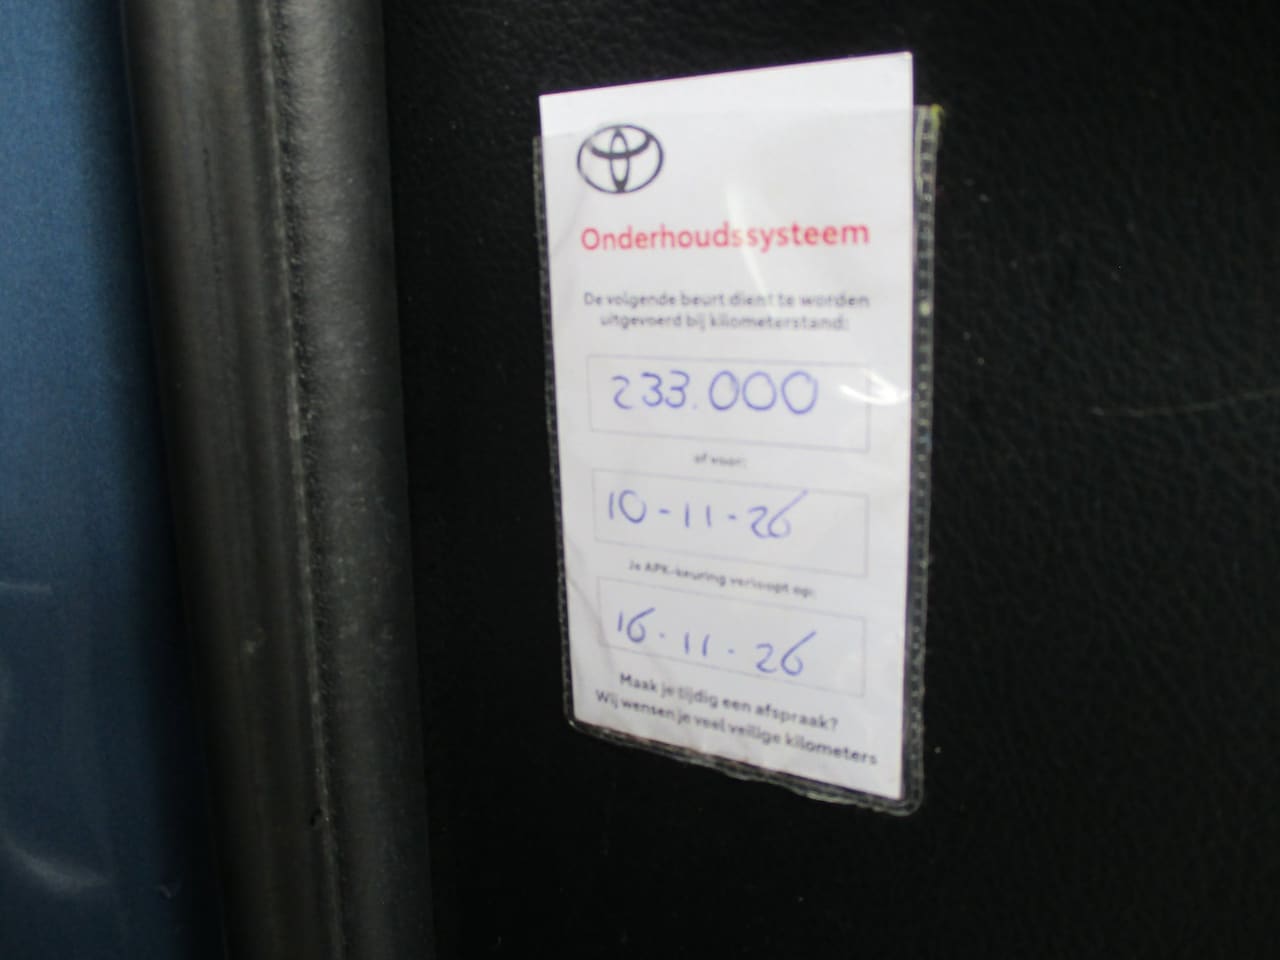 Onderhoudssysteem
De volgende beurt dient te worden
uitgevoerd bij kilometerstand:
233.000
of voor:
10-11-26
Je APK-keuring verloopt op:
16-11-26
Maak je tijdig een afspraak?
Wij wensen je veel veilige kilometers